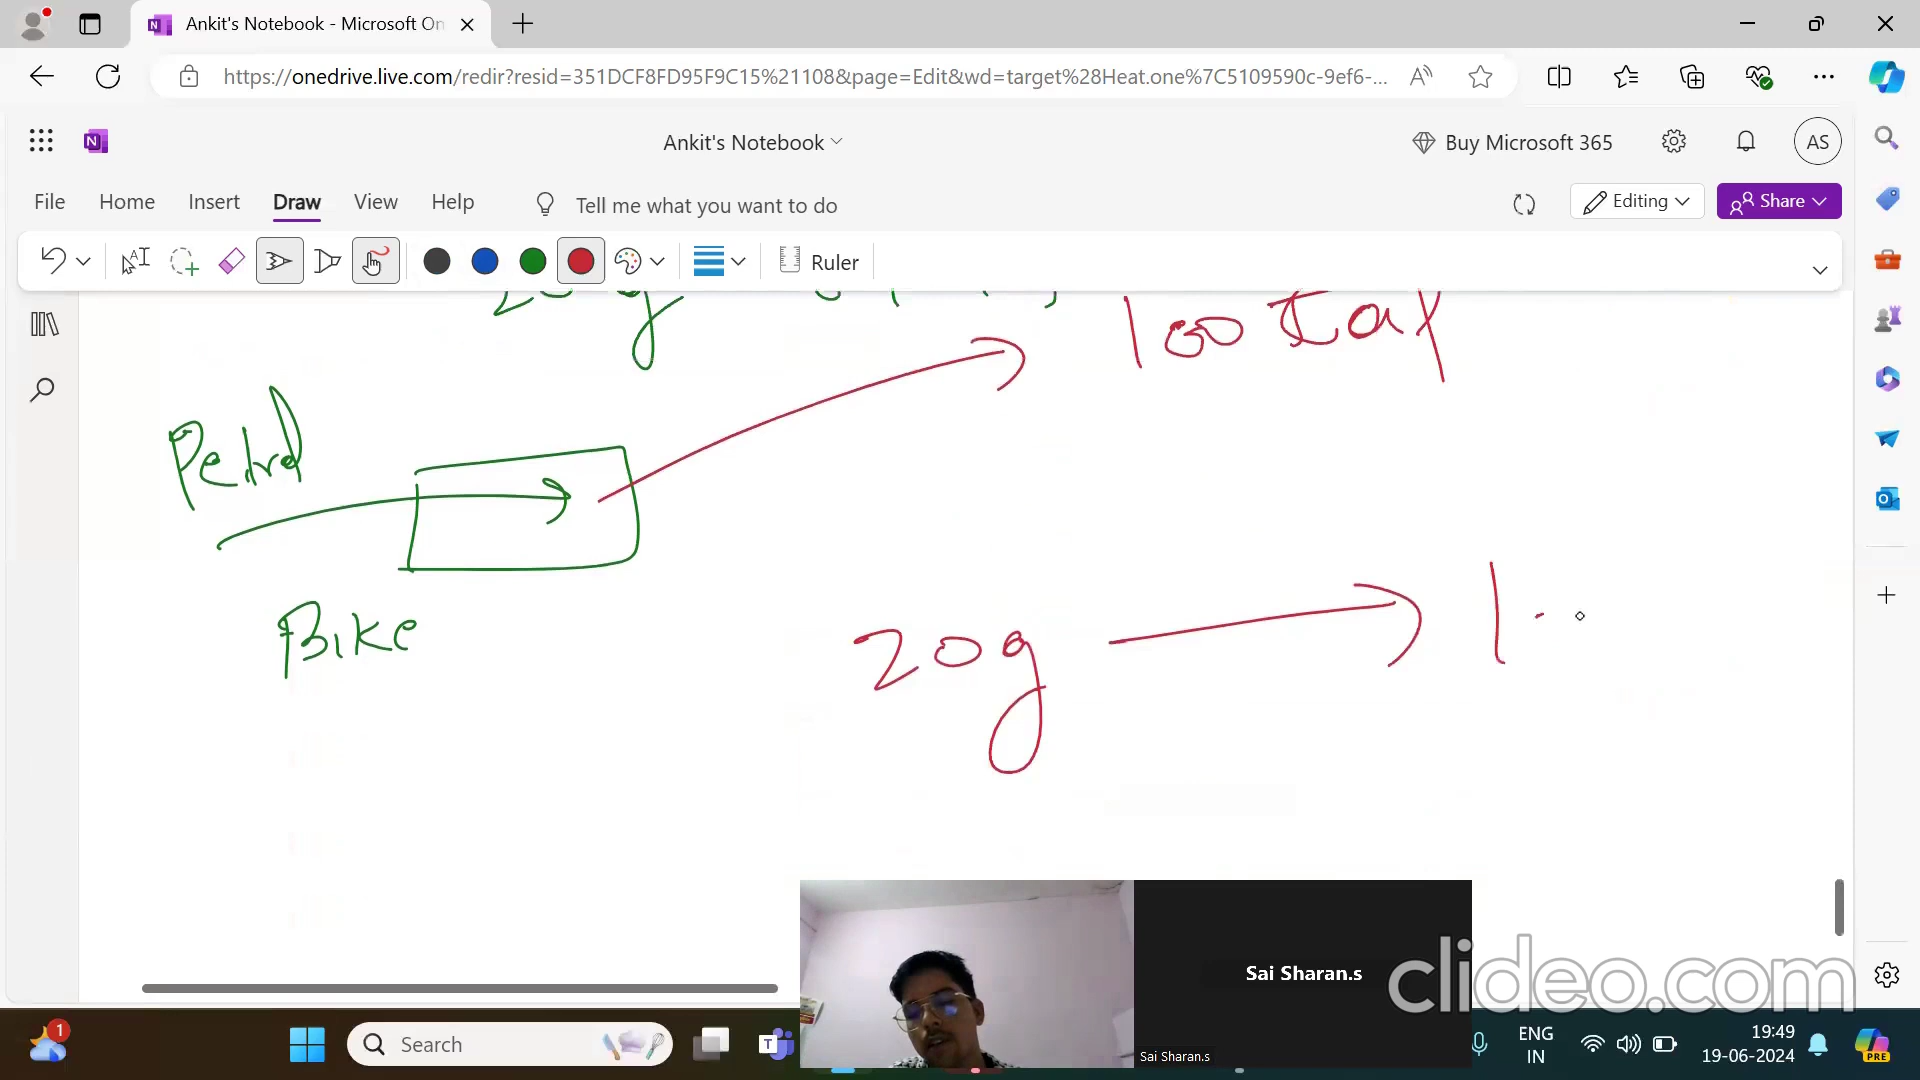 Ankit's Notebook - Microsoft On
https://onedrive.live.com/redir?resid=351DCF8FD95F9C15%21108&page=Edit&wd=target%28Heat.one%7C5109590c-9ef6-...
Ankit's Notebook
Buy Microsoft 365
AS
File Home Insert Draw View Help Tell me what you want to do
Editing Share
Ruler
20g
100
Petrol
Bike
20g
1
Sai Sharan.s
Sai Sharan.s
clideo.com
1
Search
ENG
IN
19:49
19-06-2024
PRE